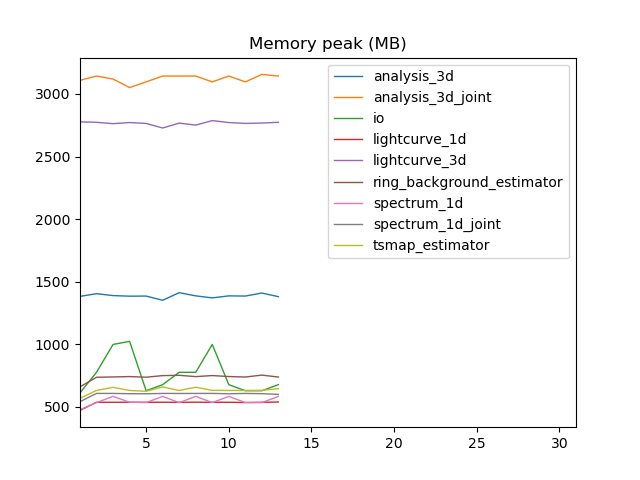 Memory peak (MB)
analysis_3d
analysis_3d_joint
io
lightcurve_1d
lightcurve_3d
ring_background_estimator
spectrum_1d
spectrum_1d_joint
tsmap_estimator
3000
2500
2000
1500
1000
500
5 10 15 20 25 30